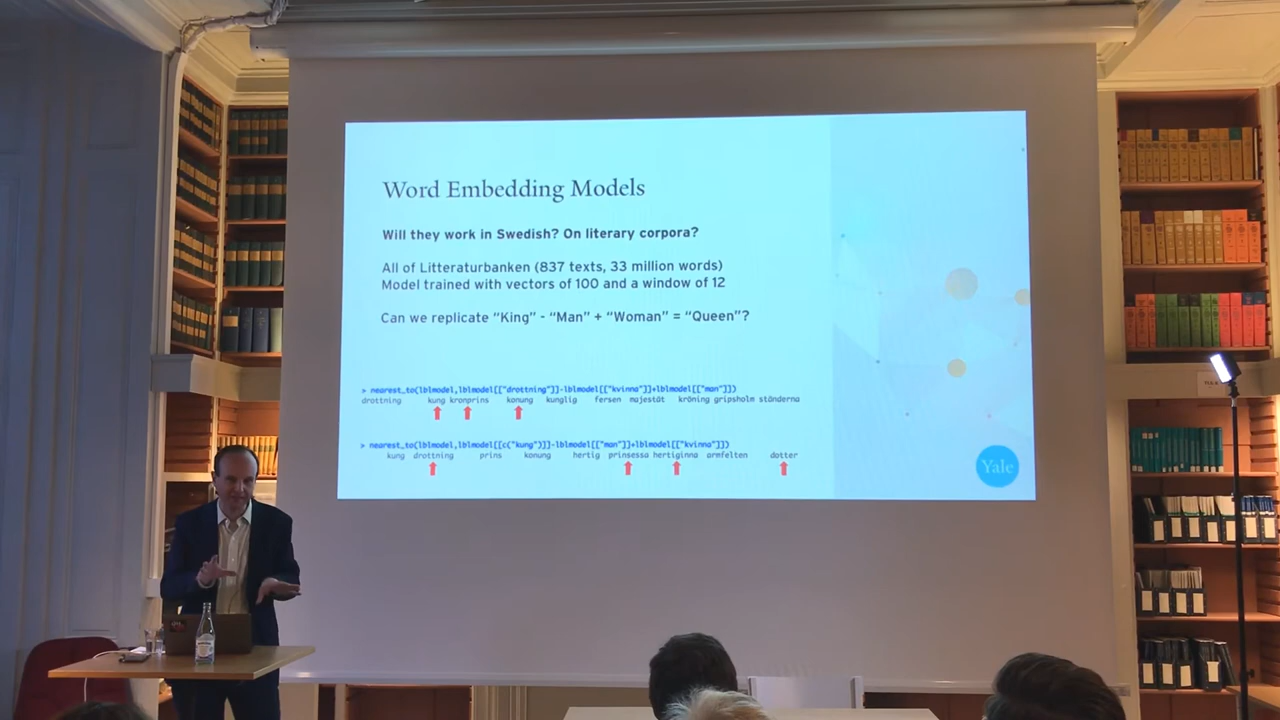 Word Embedding Models
Will they work in Swedish? On literary corpora?
All of Litteraturbanken (837 texts, 33 million words)
Model trained with vectors of 100 and a window of 12
Can we replicate “King” - “Man” + “Woman” = “Queen”?
> nearest_to(lblmodel,lblmodel[["drottning"]]-lblmodel[["kvinna"]]+lblmodel[["man"]])
drottning kung kronprins konung kunglig fersen majestät kröning gripsholm ständerna
> nearest_to(lblmodel,lblmodel[[c("kung")]]-lblmodel[["man"]]+lblmodel[["kvinna"]])
kung drottning prins konung hertig prinsessa hertiginna armfelten dotter
Yale